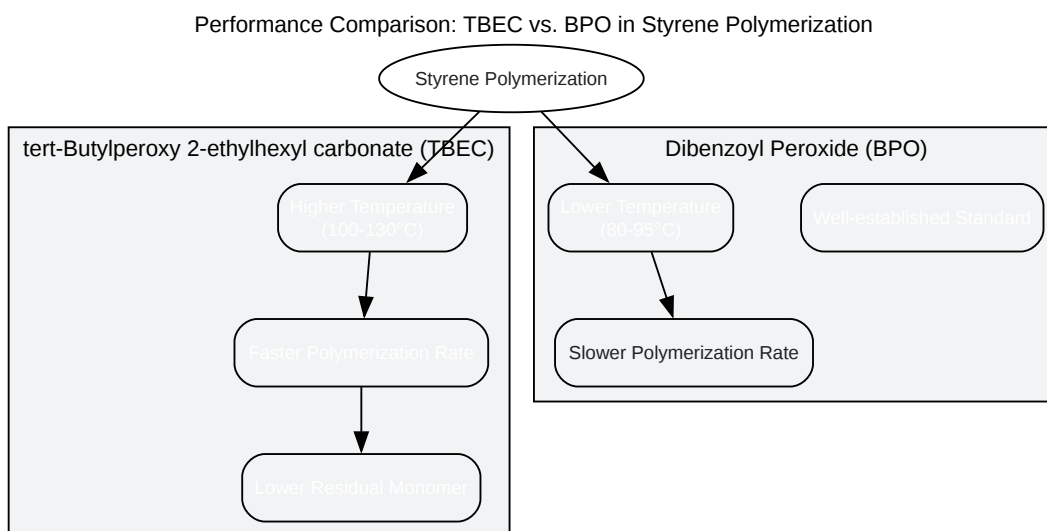 Performance Comparison: TBEC vs. BPO in Styrene Polymerization
Styrene Polymerization
tert-Butylperoxy 2-ethylhexyl carbonate (TBEC)
Higher Temperature
(100-130°C)
Faster Polymerization Rate
Lower Residual Monomer
Dibenzoyl Peroxide (BPO)
Lower Temperature
(80-95°C)
Well-established Standard
Slower Polymerization Rate